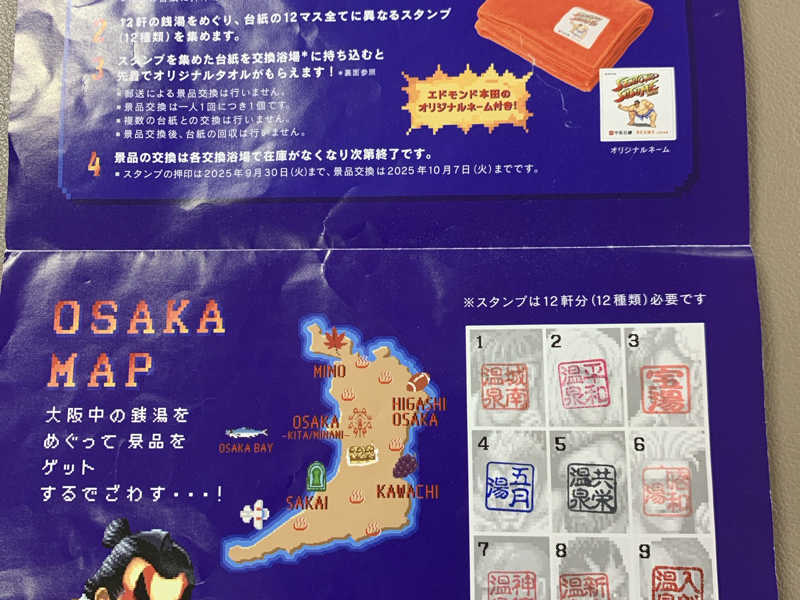 2 12軒の銭湯をめぐり、台紙の12マス全てに異なるスタンプ
(12種類)を集めます。
3 スタンプを集めた台紙を交換浴場*に持ち込むと
先着でオリジナルタオルがもらえます! *裏面参照
■郵送による景品交換は行いません。
■景品交換は一人1回につき1個です。
■複数の台紙との交換は行いません。
■景品交換後、台紙の回収は行いません。
エドモンド本田の
オリジナルネーム付き!
オリジナルネーム
4 景品の交換は各交換浴場で在庫がなくなり次第終了です。
■スタンプの押印は2025年9月30日(火)まで、景品交換は2025年10月7日(火)までです。
OSAKA
MAP
大阪中の銭湯を
めぐって景品を
ゲット
するでごわす・・・!
MINO
HIGASHI
OSAKA
OSAKA
-KITA/MINAMI-
OSAKA BAY
SAKAI
KAWACHI
※スタンプは12軒分(12種類)必要です
1
城南
温泉
2
平和
温泉
3
宝湯
4
五月
湯
5
共栄
温泉
6
昭和
湯
7
温
8
新
温
9
温